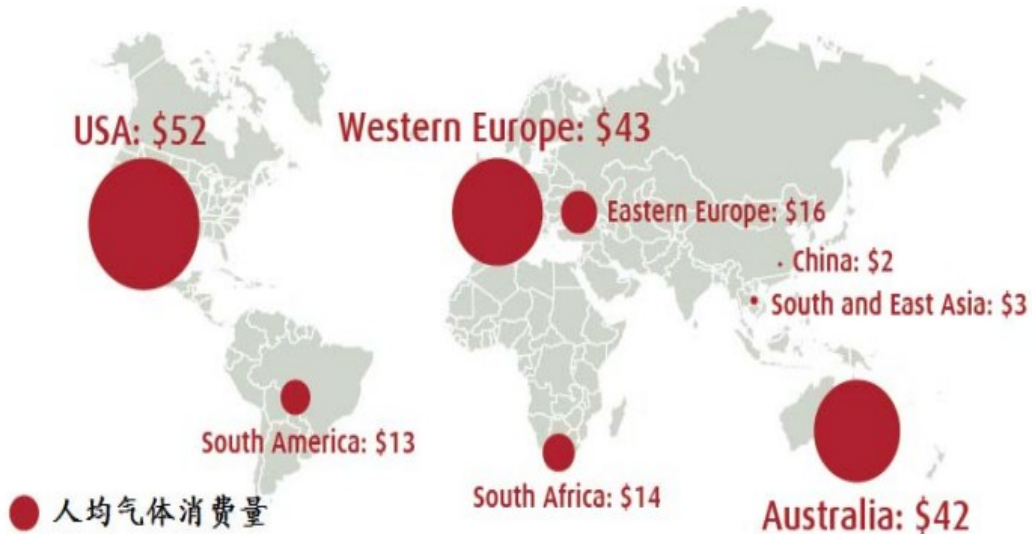 USA: $52
Western Europe: $43
Eastern Europe: $16
China: $2
South and East Asia: $3
South America: $13
South Africa: $14
Australia: $42
人均气体消费量